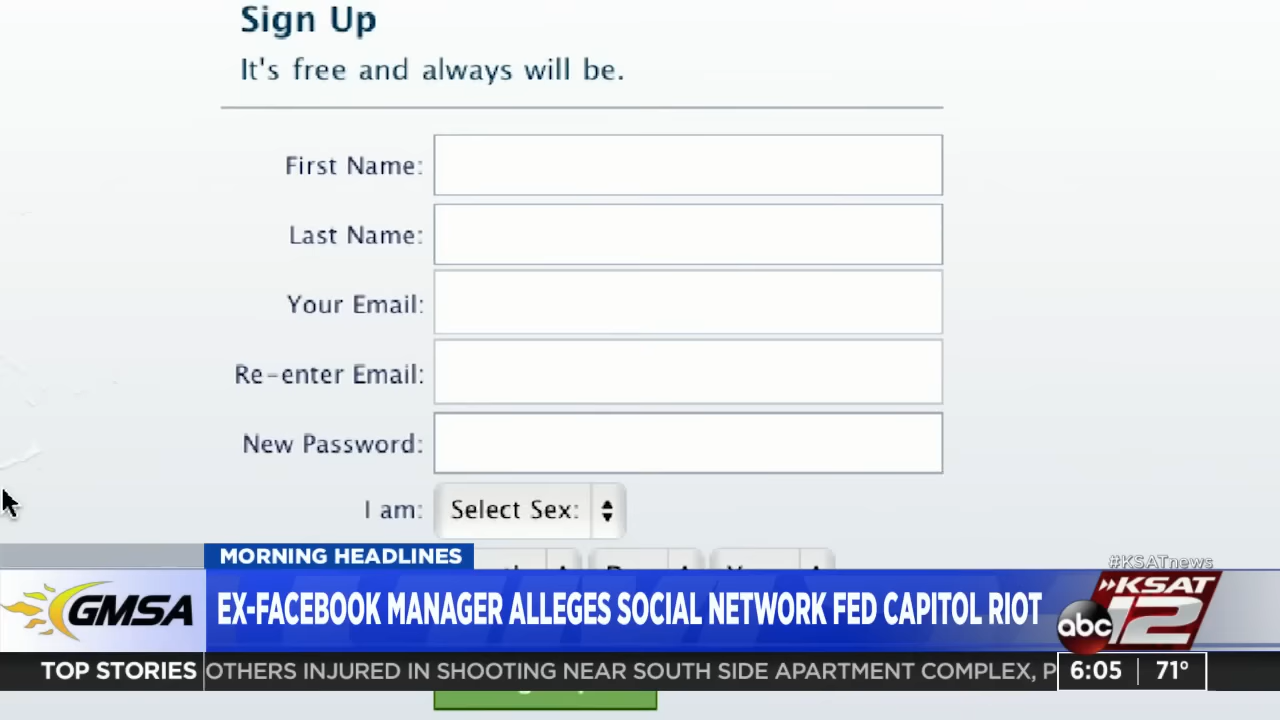 Sign Up
It's free and always will be.
First Name:
Last Name:
Your Email:
Re-enter Email:
New Password:
I am: Select Sex:
MORNING HEADLINES
#KSATnews
GMSA
EX-FACEBOOK MANAGER ALLEGES SOCIAL NETWORK FED CAPITOL RIOT
KSAT
abc 12
TOP STORIES OTHERS INJURED IN SHOOTING NEAR SOUTH SIDE APARTMENT COMPLEX, P 6:05 71°